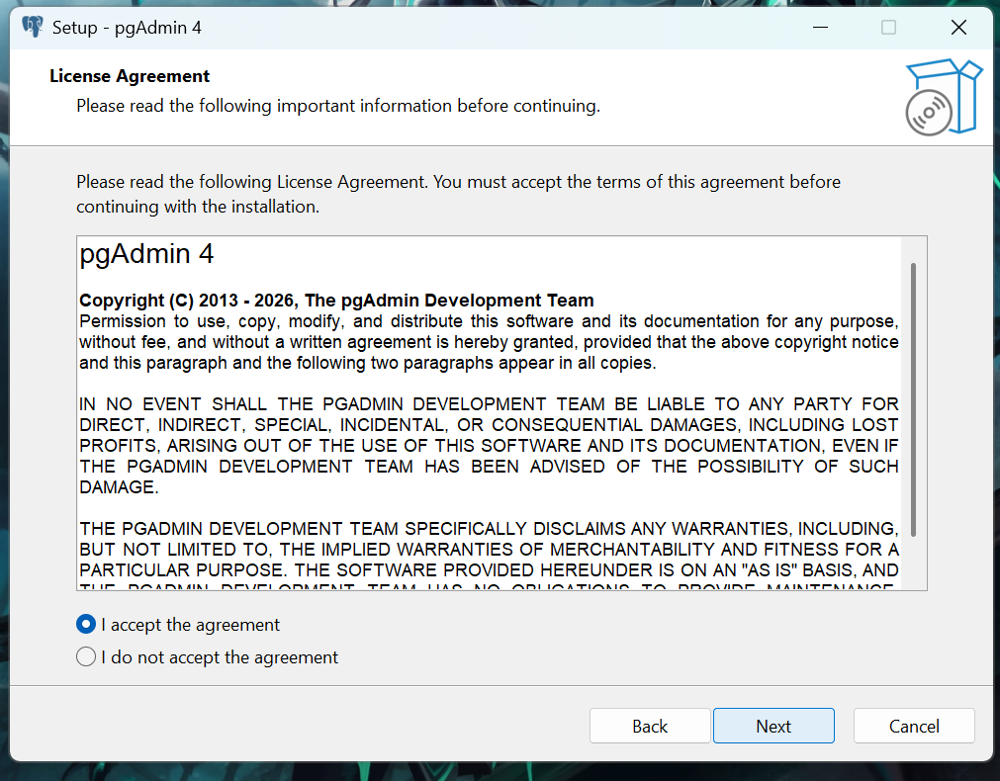 Setup - pgAdmin 4
License Agreement
Please read the following important information before continuing.
Please read the following License Agreement. You must accept the terms of this agreement before
continuing with the installation.
pgAdmin 4
Copyright (C) 2013 - 2026, The pgAdmin Development Team
Permission to use, copy, modify, and distribute this software and its documentation for any purpose,
without fee, and without a written agreement is hereby granted, provided that the above copyright notice
and this paragraph and the following two paragraphs appear in all copies.
IN NO EVENT SHALL THE PGADMIN DEVELOPMENT TEAM BE LIABLE TO ANY PARTY FOR
DIRECT, INDIRECT, SPECIAL, INCIDENTAL, OR CONSEQUENTIAL DAMAGES, INCLUDING LOST
PROFITS, ARISING OUT OF THE USE OF THIS SOFTWARE AND ITS DOCUMENTATION, EVEN IF
THE PGADMIN DEVELOPMENT TEAM HAS BEEN ADVISED OF THE POSSIBILITY OF SUCH
DAMAGE.
THE PGADMIN DEVELOPMENT TEAM SPECIFICALLY DISCLAIMS ANY WARRANTIES, INCLUDING,
BUT NOT LIMITED TO, THE IMPLIED WARRANTIES OF MERCHANTABILITY AND FITNESS FOR A
PARTICULAR PURPOSE. THE SOFTWARE PROVIDED HEREUNDER IS ON AN "AS IS" BASIS, AND
THE PGADMIN DEVELOPMENT TEAM HAS NO OBLIGATIONS TO PROVIDE MAINTENANCE,
I accept the agreement
I do not accept the agreement
Back
Next
Cancel